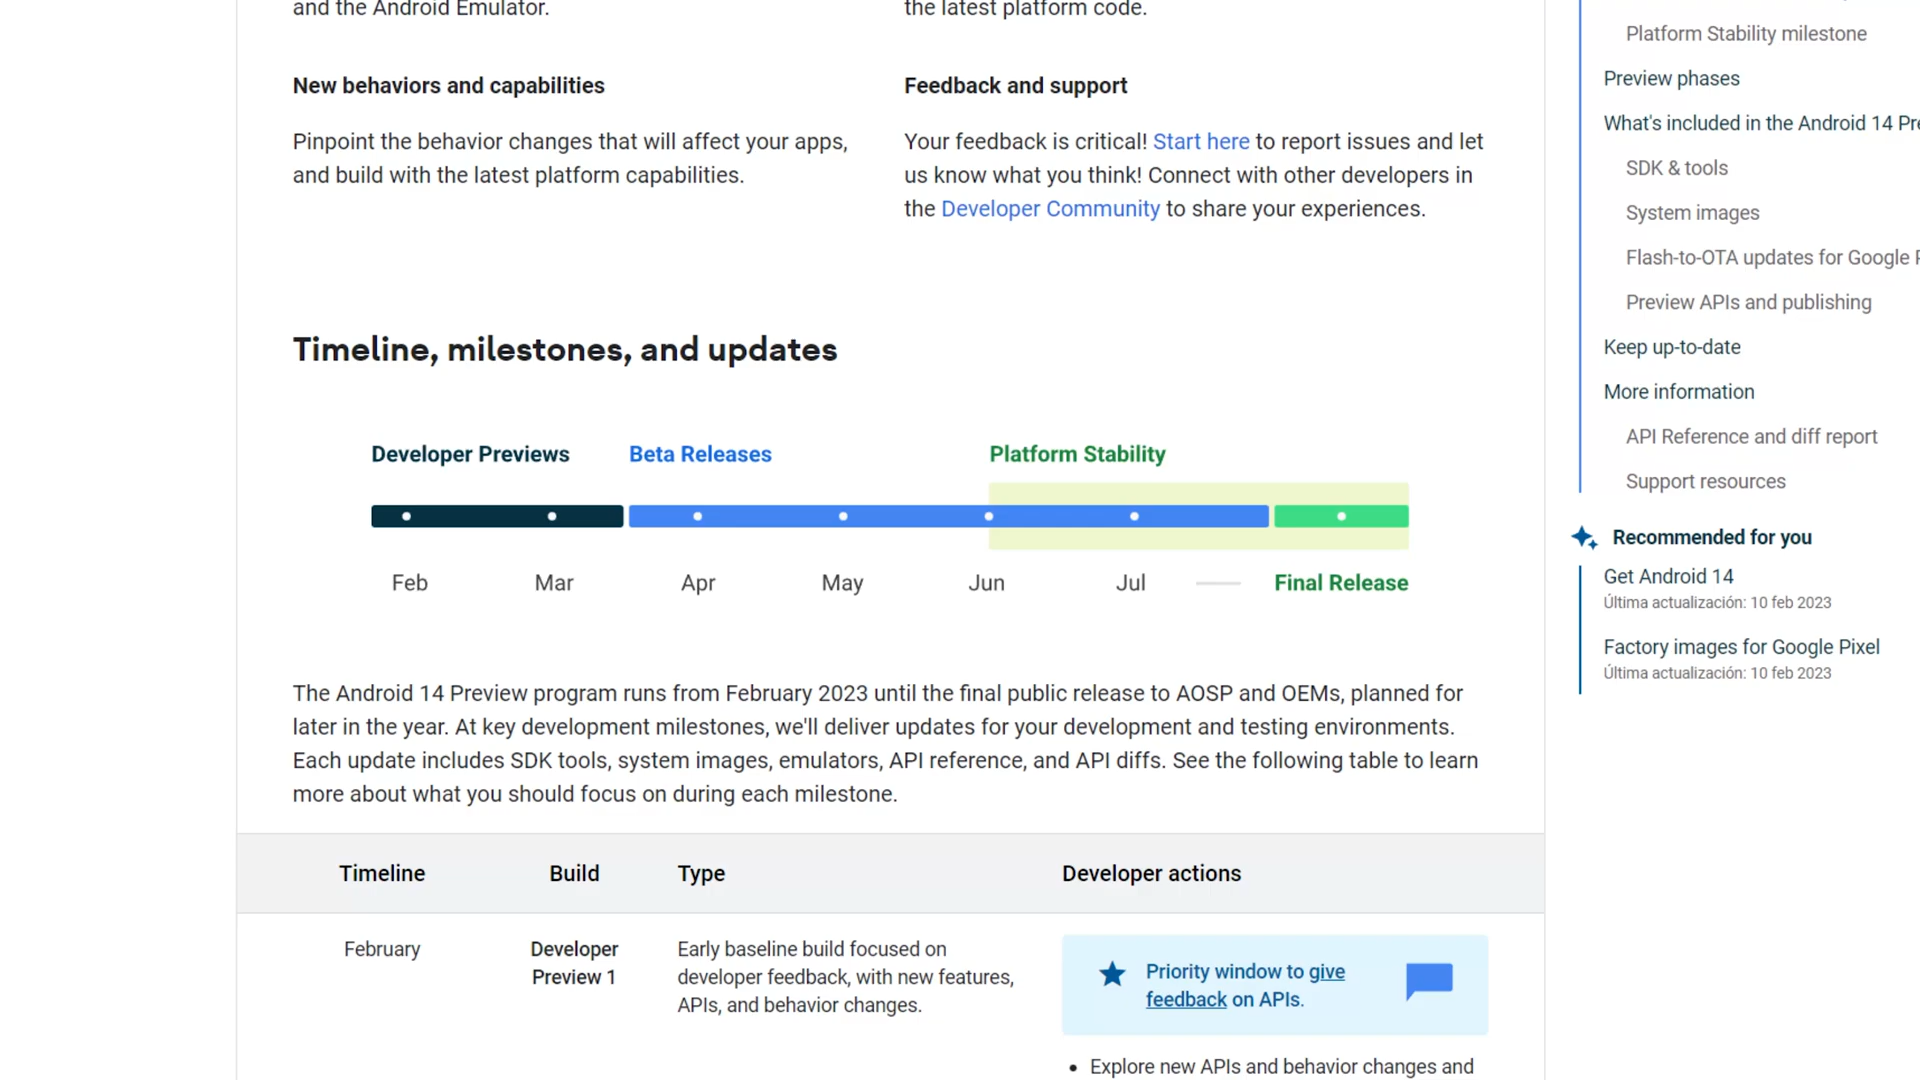 and the Android Emulator.
the latest platform code.
New behaviors and capabilities
Pinpoint the behavior changes that will affect your apps,
and build with the latest platform capabilities.
Feedback and support
Your feedback is critical! Start here to report issues and let
us know what you think! Connect with other developers in
the Developer Community to share your experiences.
Timeline, milestones, and updates
Developer Previews
Beta Releases
Platform Stability
Feb
Mar
Apr
May
Jun
Jul
Final Release
The Android 14 Preview program runs from February 2023 until the final public release to AOSP and OEMs, planned for
later in the year. At key development milestones, we'll deliver updates for your development and testing environments.
Each update includes SDK tools, system images, emulators, API reference, and API diffs. See the following table to learn
more about what you should focus on during each milestone.
Timeline
Build
Type
Developer actions
February
Developer
Preview 1
Early baseline build focused on
developer feedback, with new features,
APIs, and behavior changes.
Priority window to give
feedback on APIs.
• Explore new APIs and behavior changes and
Platform Stability milestone
Preview phases
What's included in the Android 14 Pre
SDK & tools
System images
Flash-to-OTA updates for Google P
Preview APIs and publishing
Keep up-to-date
More information
API Reference and diff report
Support resources
Recommended for you
Get Android 14
Última actualización: 10 feb 2023
Factory images for Google Pixel
Última actualización: 10 feb 2023